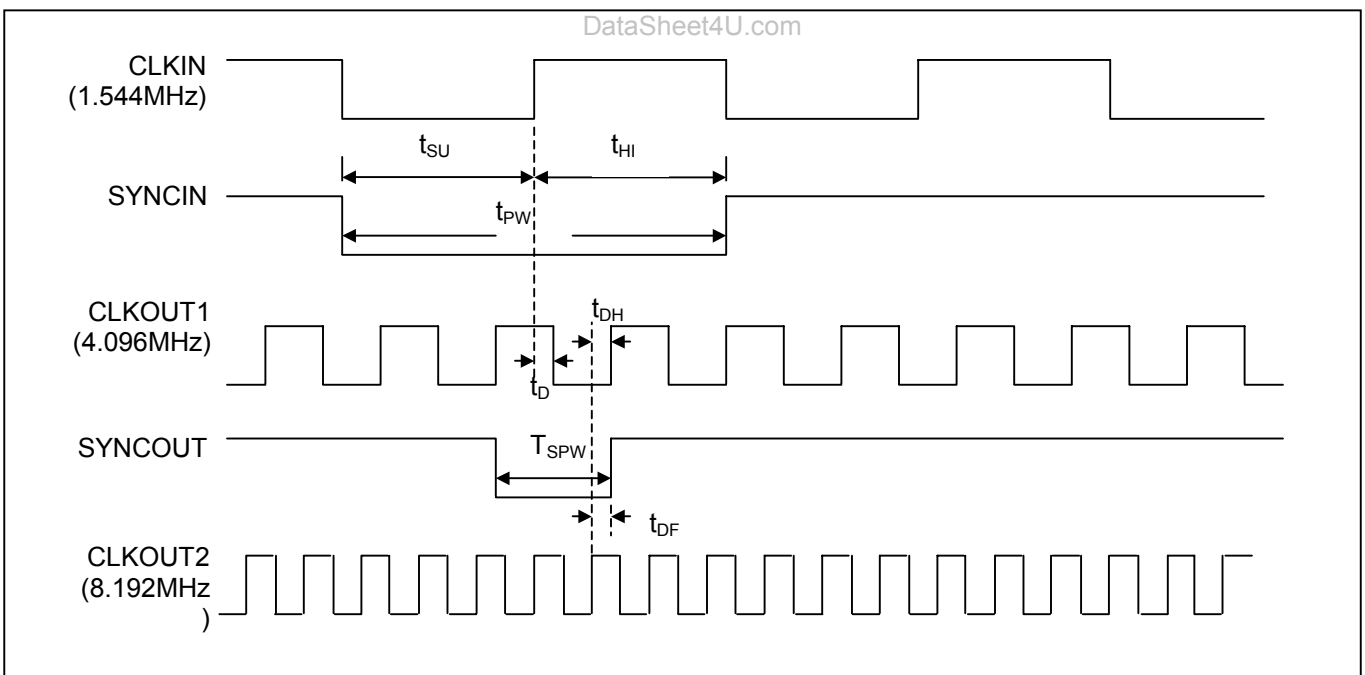 DataSheet4U.com
CLKIN
(1.544MHz)
tSU
tHI
SYNCIN
tPW
CLKOUT1
(4.096MHz)
tDH
tD
SYNCOUT
TSPW
tDF
CLKOUT2
(8.192MHz
)